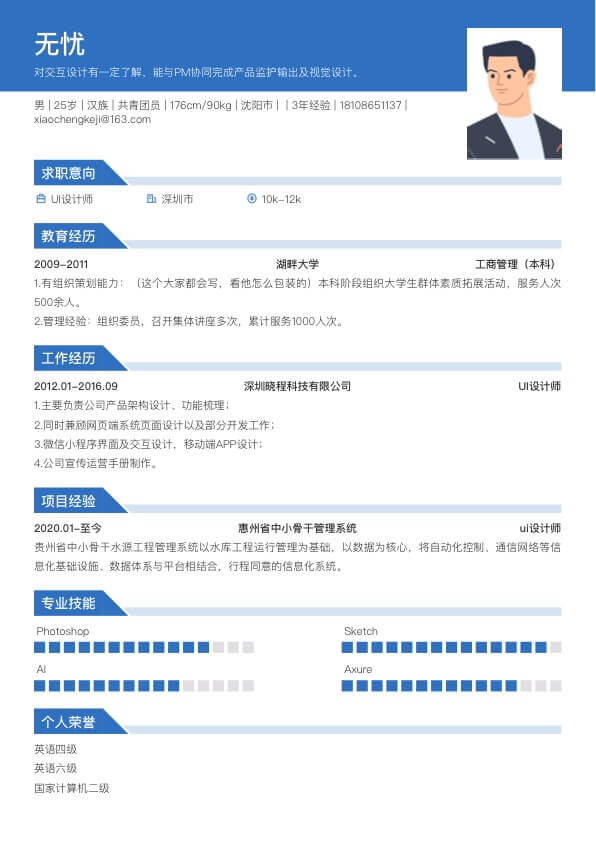 无忧
对交互设计有一定了解，能与PM协同完成产品监护输出及视觉设计。
男 | 25岁 | 汉族 | 共青团员 | 176cm/90kg | 沈阳市 | | 3年经验 | 18108651137 |
xiaochengkeji@163.com
求职意向
UI设计师 深圳市 10k-12k
教育经历
2009-2011 湖畔大学 工商管理（本科）
1.有组织策划能力：（这个大家都会写，看他怎么包装的）本科阶段组织大学生群体素质拓展活动，服务人次
500余人。
2.管理经验：组织委员，召开集体讲座多次，累计服务1000人次。
工作经历
2012.01-2016.09 深圳晓程科技有限公司 UI设计师
1.主要负责公司产品架构设计、功能梳理；
2.同时兼顾网页端系统页面设计以及部分开发工作；
3.微信小程序界面及交互设计，移动端APP设计；
4.公司宣传运营手册制作。
项目经验
2020.01-至今 惠州省中小骨干管理系统 ui设计师
贵州省中小骨干水源工程管理系统以水库工程运行管理为基础，以数据为核心，将自动化控制、通信网络等信
息化基础设施、数据体系与平台相结合，行程同意的信息化系统。
专业技能
Photoshop Sketch
AI Axure
个人荣誉
英语四级
英语六级
国家计算机二级